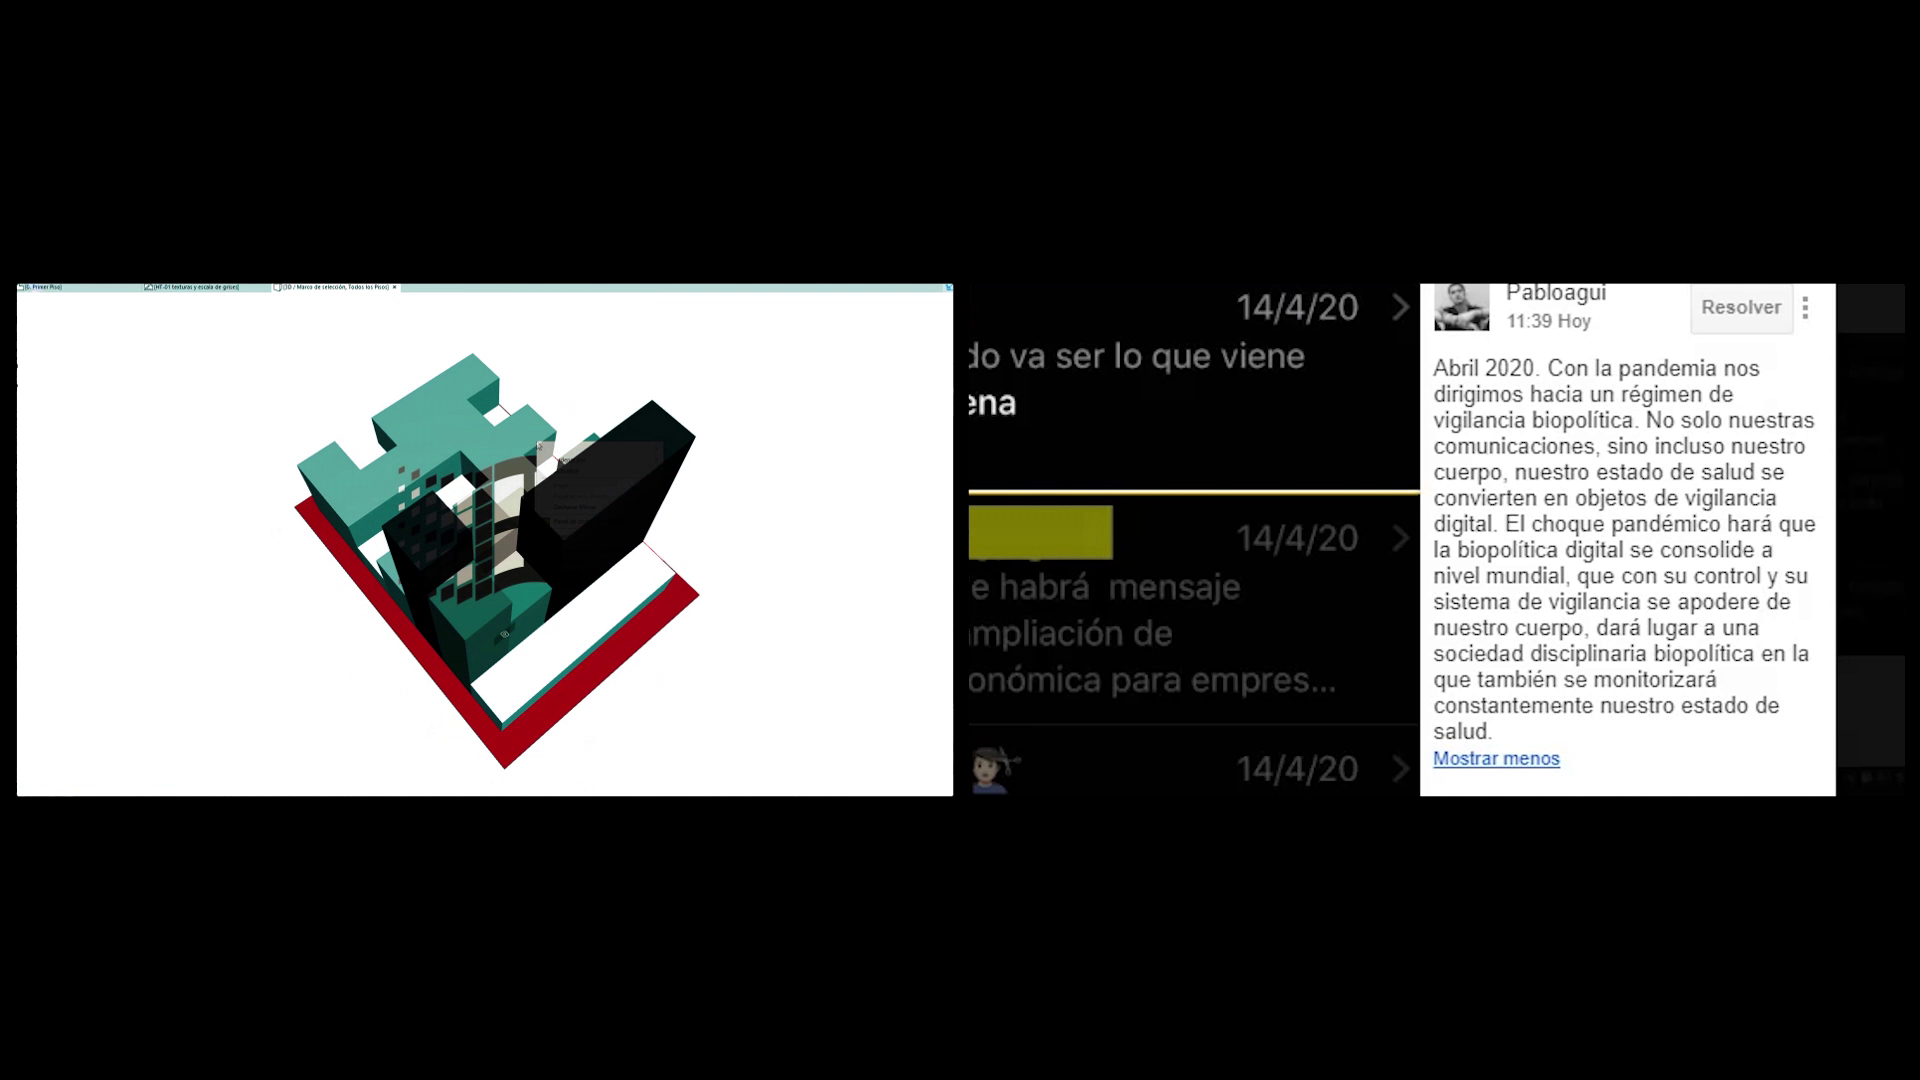 [0. Primer Piso]
[HT-01 texturas y escala de grises]
[3D / Marco de selección, Todos los Pisos]
14/4/20
do va ser lo que viene
ena
14/4/20
e habrá mensaje
mpliación de
onómica para empres...
14/4/20
Pabloagui
11:39 Hoy
Resolver
Abril 2020. Con la pandemia nos
dirigimos hacia un régimen de
vigilancia biopolítica. No solo nuestras
comunicaciones, sino incluso nuestro
cuerpo, nuestro estado de salud se
convierten en objetos de vigilancia
digital. El choque pandémico hará que
la biopolítica digital se consolide a
nivel mundial, que con su control y su
sistema de vigilancia se apodere de
nuestro cuerpo, dará lugar a una
sociedad disciplinaria biopolítica en la
que también se monitorizará
constantemente nuestro estado de
salud.
Mostrar menos